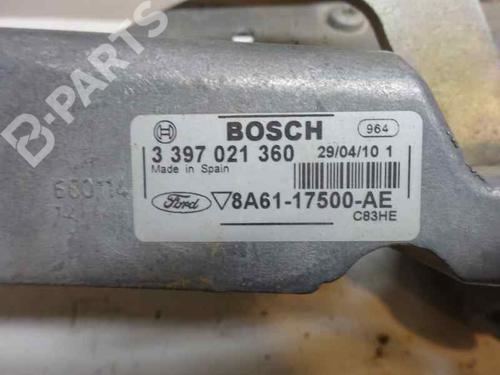 B-PARTS
BOSCH 964
3 397 021 360 29/04/10 1
Made in Spain
Ford 8A61-17500-AE
C83HE